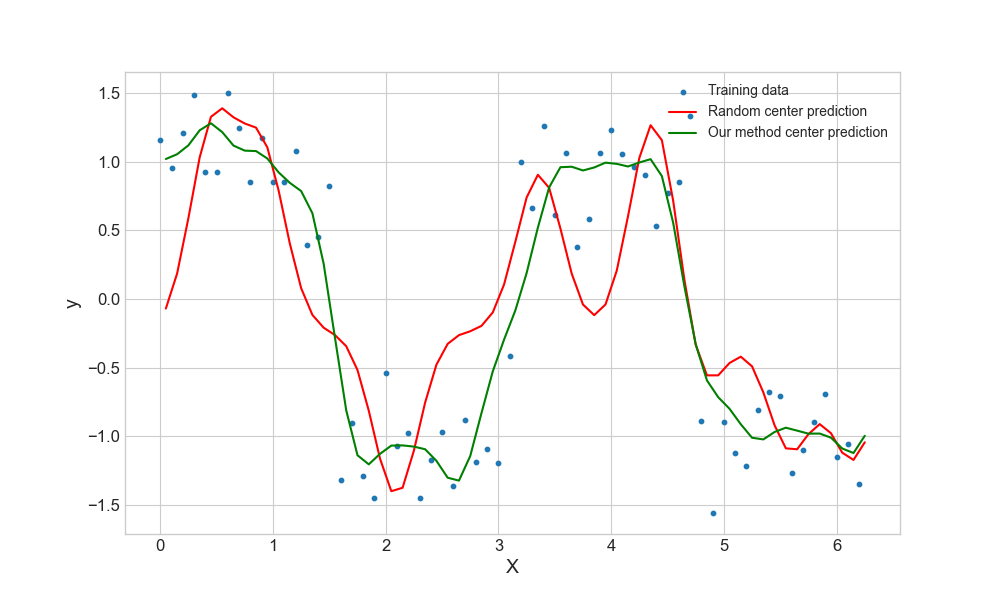 Training data
Random center prediction
Our method center prediction
1.5
1.0
0.5
0.0
−0.5
−1.0
−1.5
y
0 1 2 3 4 5 6
X